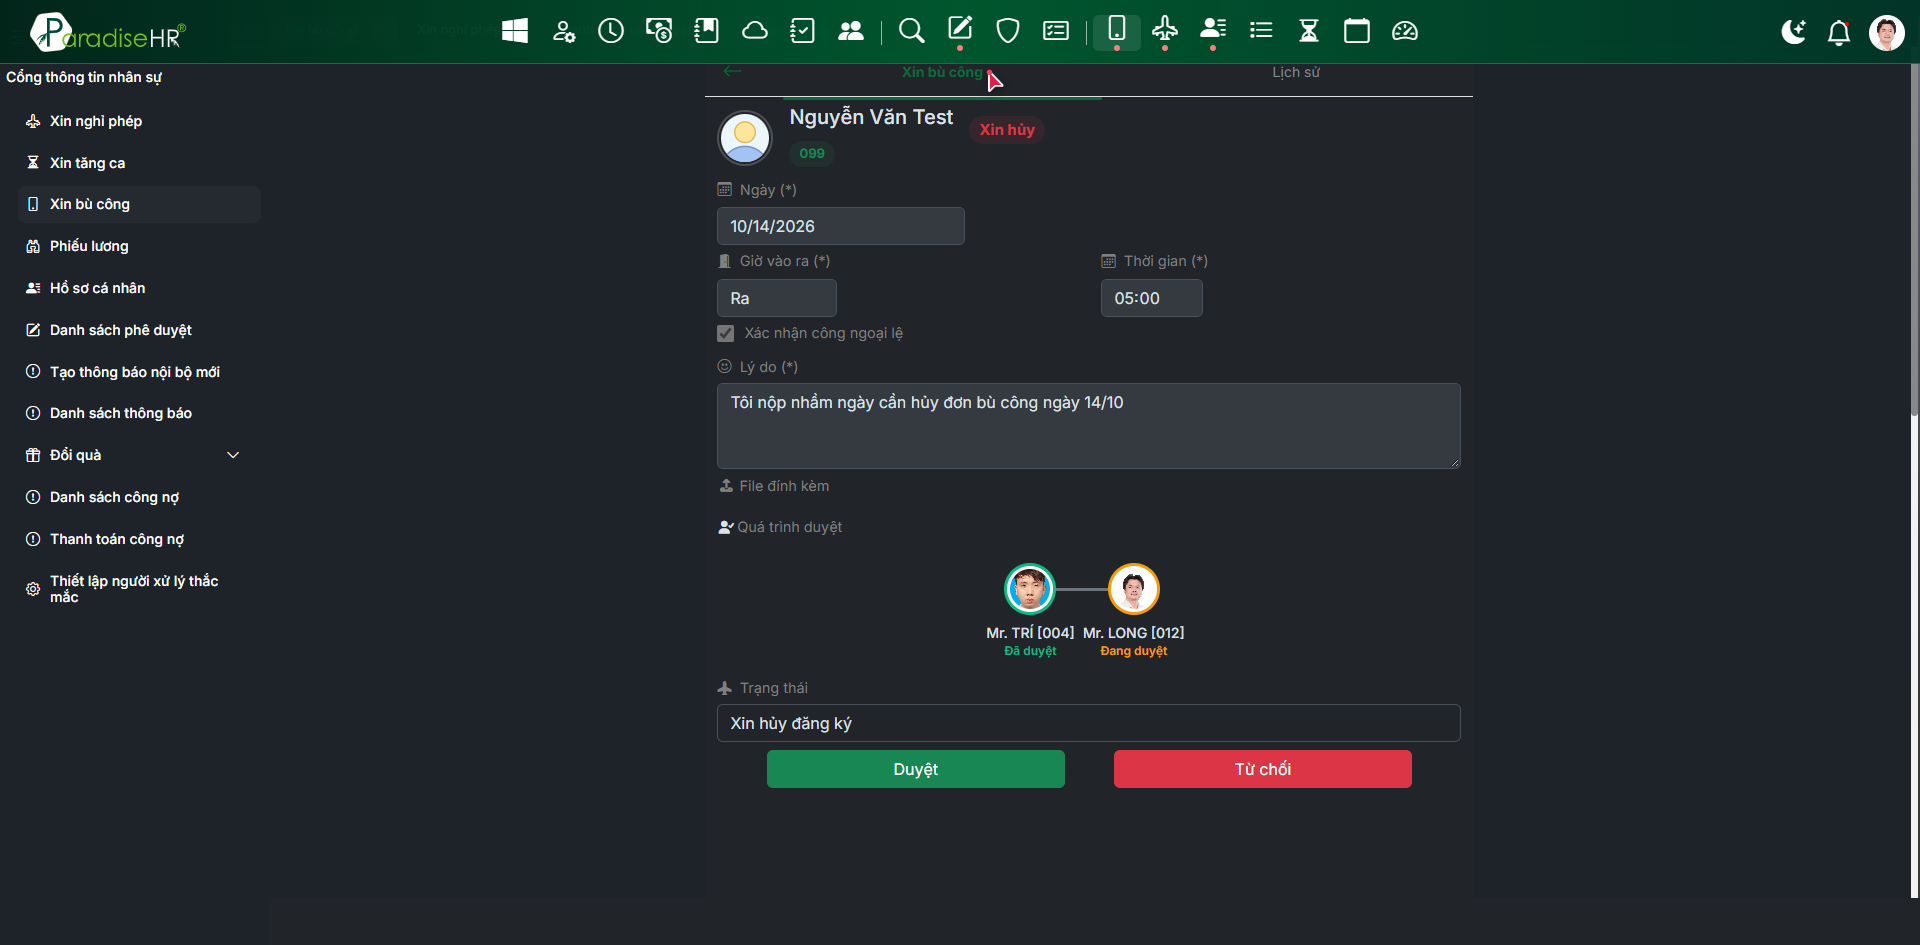 ParadiseHR®
Cổng thông tin nhân sự
Xin nghỉ phép
Xin tăng ca
Xin bù công
Phiếu lương
Hồ sơ cá nhân
Danh sách phê duyệt
Tạo thông báo nội bộ mới
Danh sách thông báo
Đổi quà
Danh sách công nợ
Thanh toán công nợ
Thiết lập người xử lý thắc
mắc
Xin bù công
Lịch sử
Nguyễn Văn Test
Xin hủy
099
Ngày (*)
10/14/2026
Giờ vào ra (*)
Thời gian (*)
Ra
05:00
Xác nhận công ngoại lệ
Lý do (*)
Tôi nộp nhầm ngày cần hủy đơn bù công ngày 14/10
File đính kèm
Quá trình duyệt
Mr. TRÍ [004]
Mr. LONG [012]
Đã duyệt
Đang duyệt
Trạng thái
Xin hủy đăng ký
Duyệt
Từ chối